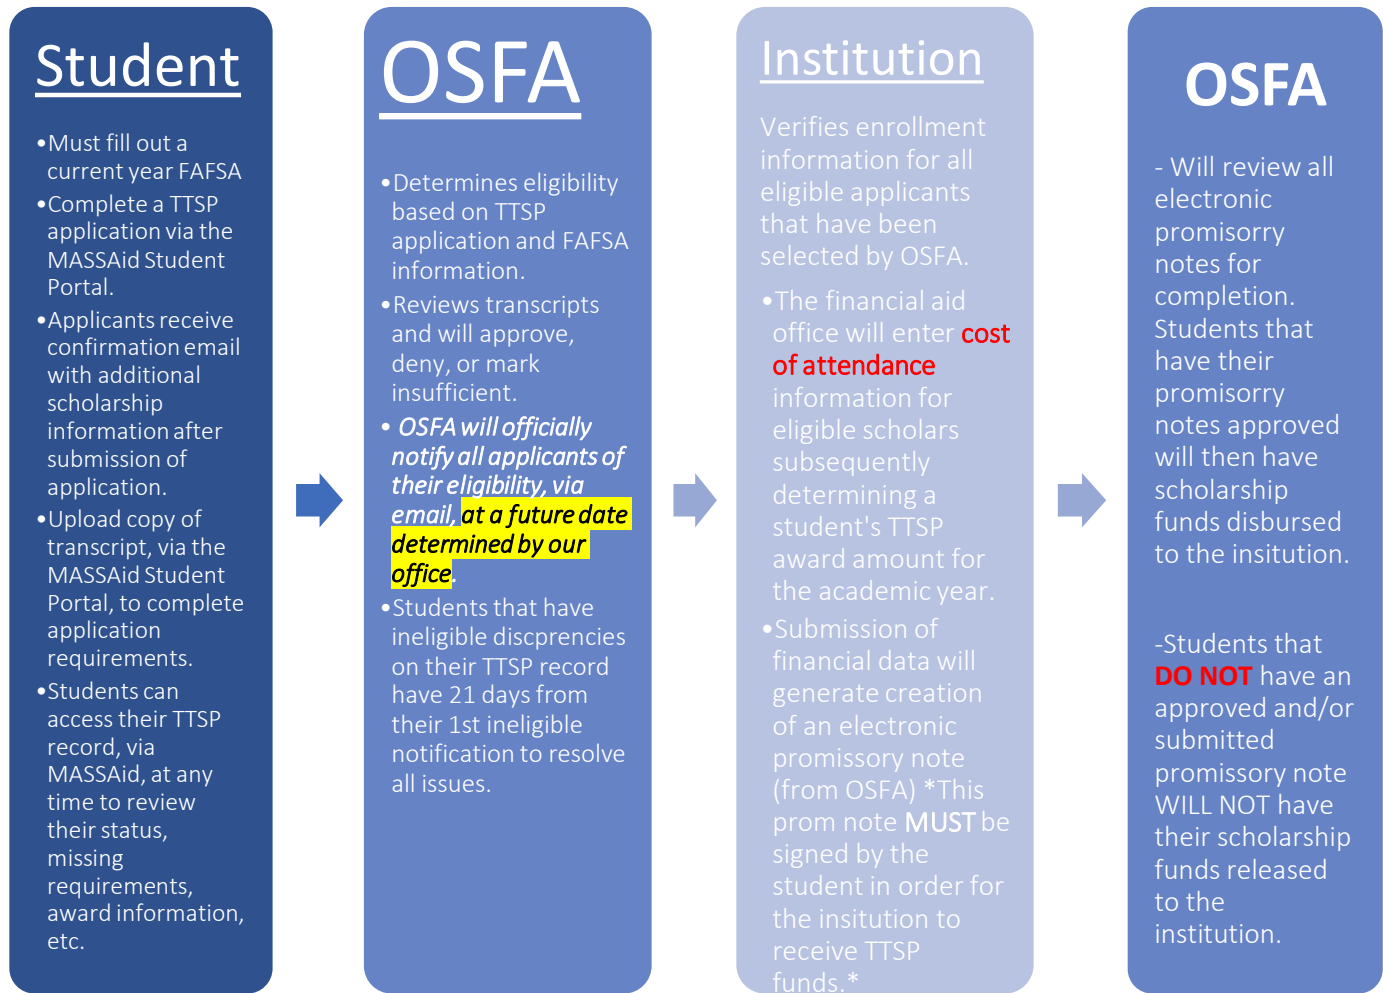 Student
•Must fill out a
current year FAFSA
•Complete a TTSP
application via the
MASSAid Student
Portal.
•Applicants receive
confirmation email
with additional
scholarship
information after
submission of
application.
•Upload copy of
transcript, via the
MASSAid Student
Portal, to complete
application
requirements.
•Students can
access their TTSP
record, via
MASSAid, at any
time to review
their status,
missing
requirements,
award information,
etc.
OSFA
•Determines eligibility
based on TTSP
application and FAFSA
information.
•Reviews transcripts
and will approve,
deny, or mark
insufficient.
• OSFA will officially
notify all applicants of
their eligibility, via
email, at a future date
determined by our
office.
•Students that have
ineligible discprencies
on their TTSP record
have 21 days from
their 1st ineligible
notification to resolve
all issues.
Institution
Verifies enrollment
information for all
eligible applicants
that have been
selected by OSFA.
•The financial aid
office will enter cost
of attendance
information for
eligible scholars
subsequently
determining a
student's TTSP
award amount for
the academic year.
•Submission of
financial data will
generate creation
of an electronic
promissory note
(from OSFA) *This
prom note MUST be
signed by the
student in order for
the insitution to
receive TTSP
funds.*
OSFA
- Will review all
electronic
promisorry
notes for
completion.
Students that
have their
promisorry
notes approved
will then have
scholarship
funds disbursed
to the insitution.
-Students that
DO NOT have an
approved and/or
submitted
promissory note
WILL NOT have
their scholarship
funds released
to the
institution.